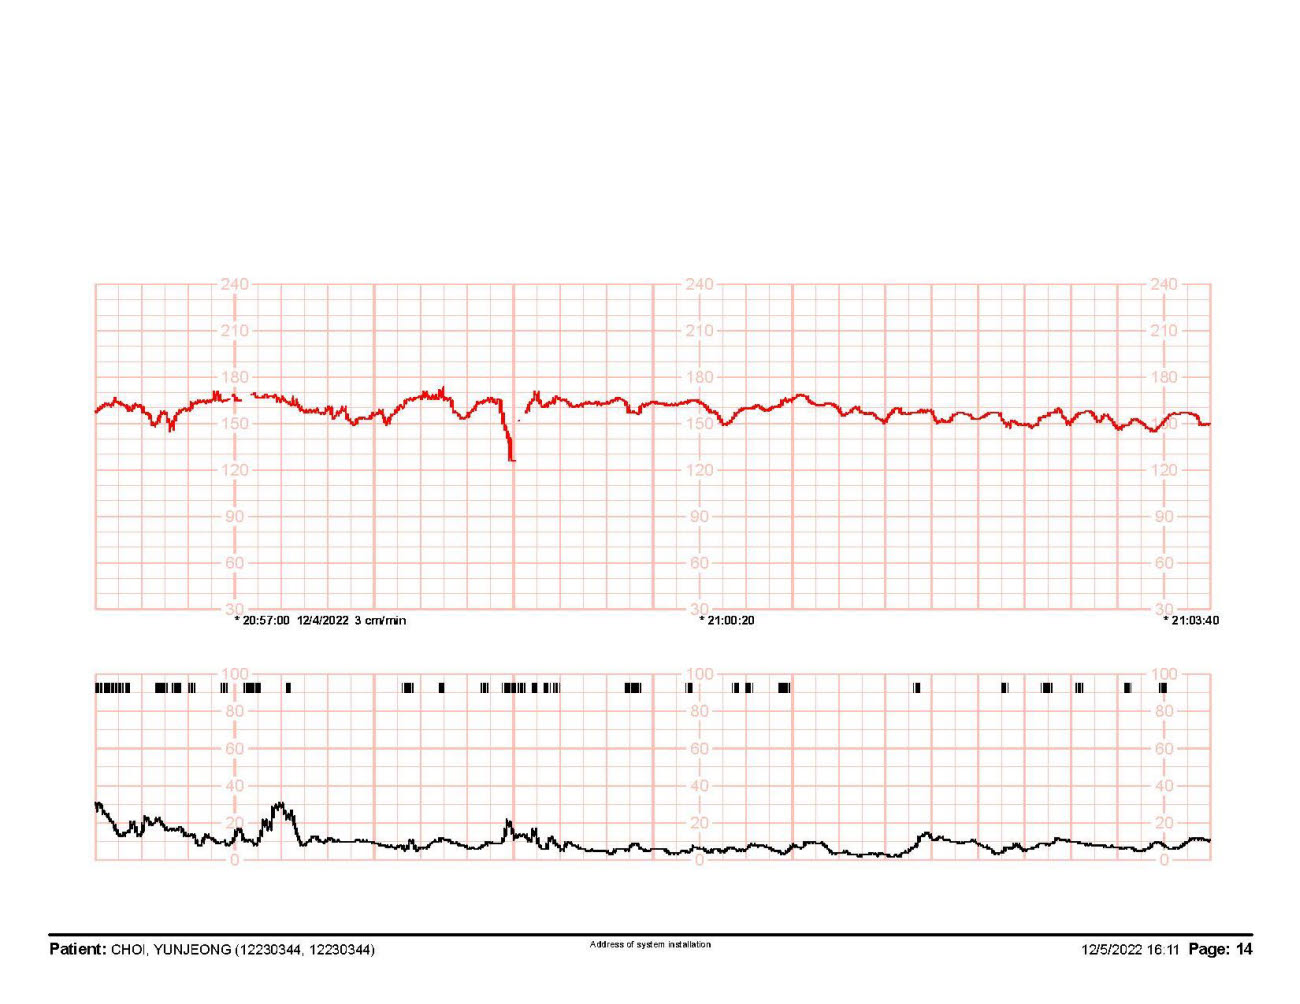 240 240 240
210 210 210
180 180 180
150 150 150
120 120 120
90 90 90
60 60 60
30 30 30
* 20:57:00 12/4/2022 3 cm/min * 21:00:20 * 21:03:40
100 100 100
80 80 80
60 60 60
40 40 40
20 20 20
0 0 0
Patient: CHOI, YUNJEONG (12230344, 12230344) Address of system installation 12/5/2022 16:11 Page: 14